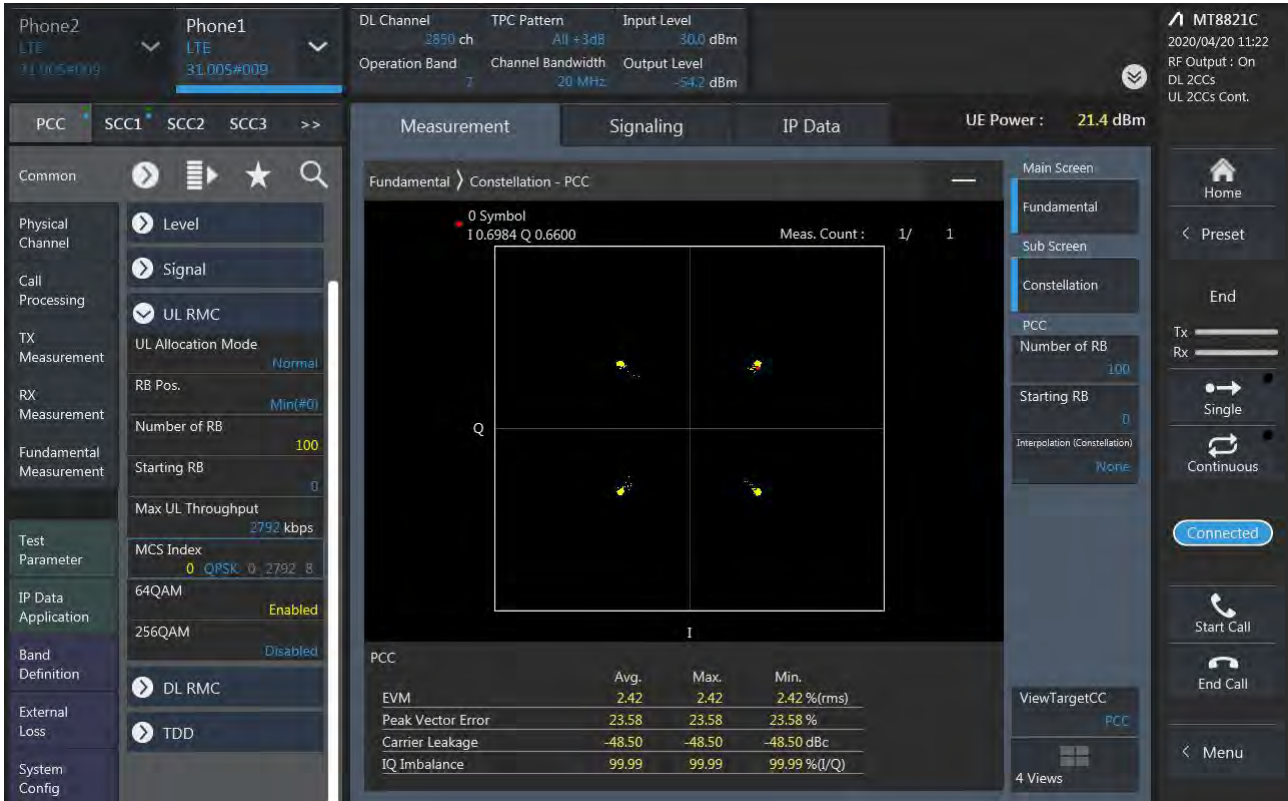 Phone2
LTE
31.005#009
Phone1
LTE
31.005#009
DL Channel
2850 ch
TPC Pattern
All +3dB
Input Level
30.0 dBm
Operation Band
7
Channel Bandwidth
20 MHz
Output Level
-54.2 dBm
MT8821C
2020/04/20 11:22
RF Output : On
DL 2CCs
UL 2CCs Cont.
PCC
SCC1
SCC2
SCC3
>>
Measurement
Signaling
IP Data
UE Power : 21.4 dBm
Common
Physical
Channel
Call
Processing
TX
Measurement
RX
Measurement
Fundamental
Measurement
Test
Parameter
IP Data
Application
Band
Definition
External
Loss
System
Config
Level
Signal
UL RMC
UL Allocation Mode
Normal
RB Pos.
Min(#0)
Number of RB
100
Starting RB
0
Max UL Throughput
2792 kbps
MCS Index
0 QPSK 0 2792 8
64QAM
Enabled
256QAM
Disabled
DL RMC
TDD
Fundamental 〉 Constellation - PCC
0 Symbol
I 0.6984 Q 0.6600
Meas. Count : 1/ 1
Q
I
PCC
Avg. Max. Min.
EVM 2.42 2.42 2.42 %(rms)
Peak Vector Error 23.58 23.58 23.58 %
Carrier Leakage -48.50 -48.50 -48.50 dBc
IQ Imbalance 99.99 99.99 99.99 %(I/Q)
Main Screen
Fundamental
Sub Screen
Constellation
PCC
Number of RB
100
Starting RB
0
Interpolation (Constellation)
None
ViewTargetCC
PCC
4 Views
Home
< Preset
End
Tx
Rx
Single
Continuous
Connected
Start Call
End Call
< Menu